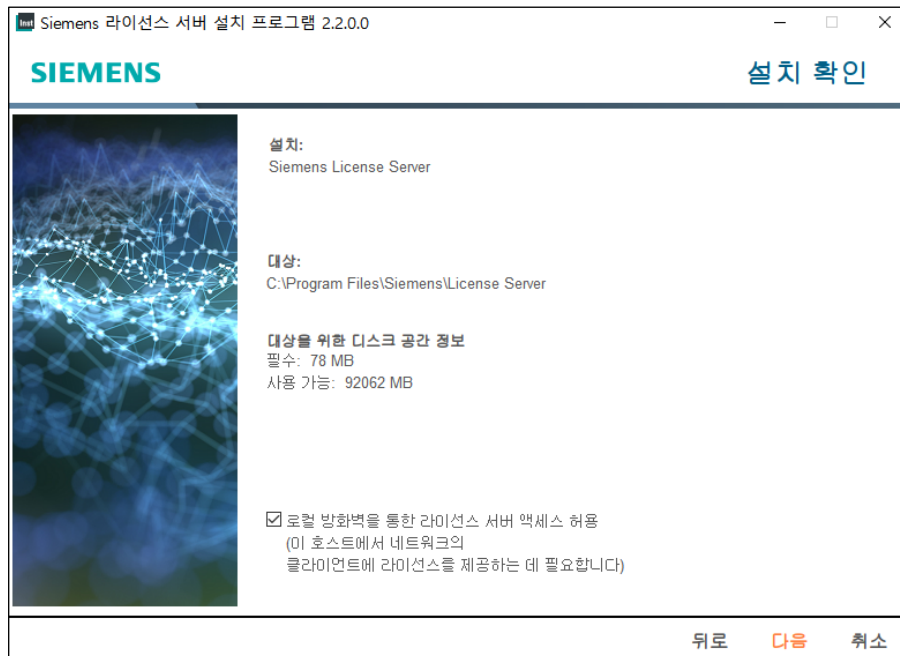 Inst Siemens 라이선스 서버 설치 프로그램 2.2.0.0
SIEMENS
설치 확인
설치:
Siemens License Server
대상:
C:\Program Files\Siemens\License Server
대상을 위한 디스크 공간 정보
필수: 78 MB
사용 가능: 92062 MB
로컬 방화벽을 통한 라이선스 서버 액세스 허용
(이 호스트에서 네트워크의
클라이언트에 라이선스를 제공하는 데 필요합니다)
뒤로 다음 취소